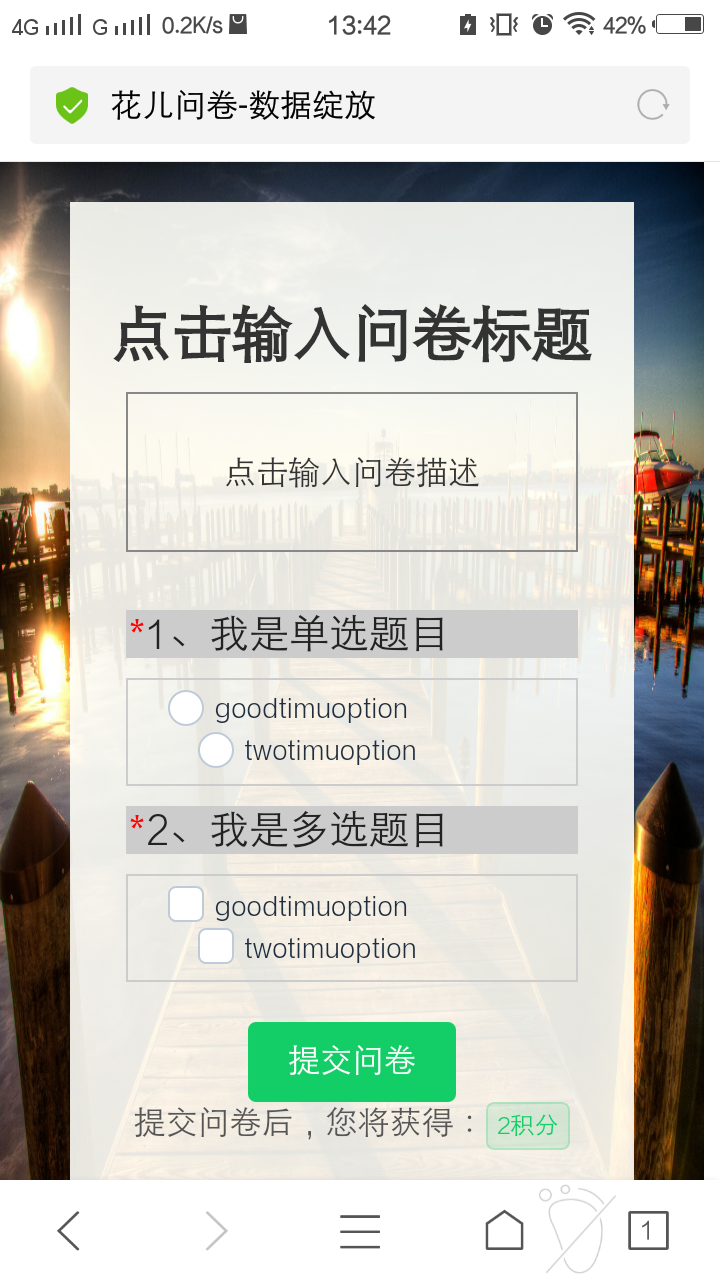 4G G 0.2K/s 13:42 42%
花儿问卷-数据绽放
点击输入问卷标题
点击输入问卷描述
*1、我是单选题目
goodtimuoption
twotimuoption
*2、我是多选题目
goodtimuoption
twotimuoption
提交问卷
提交问卷后，您将获得： 2积分
1